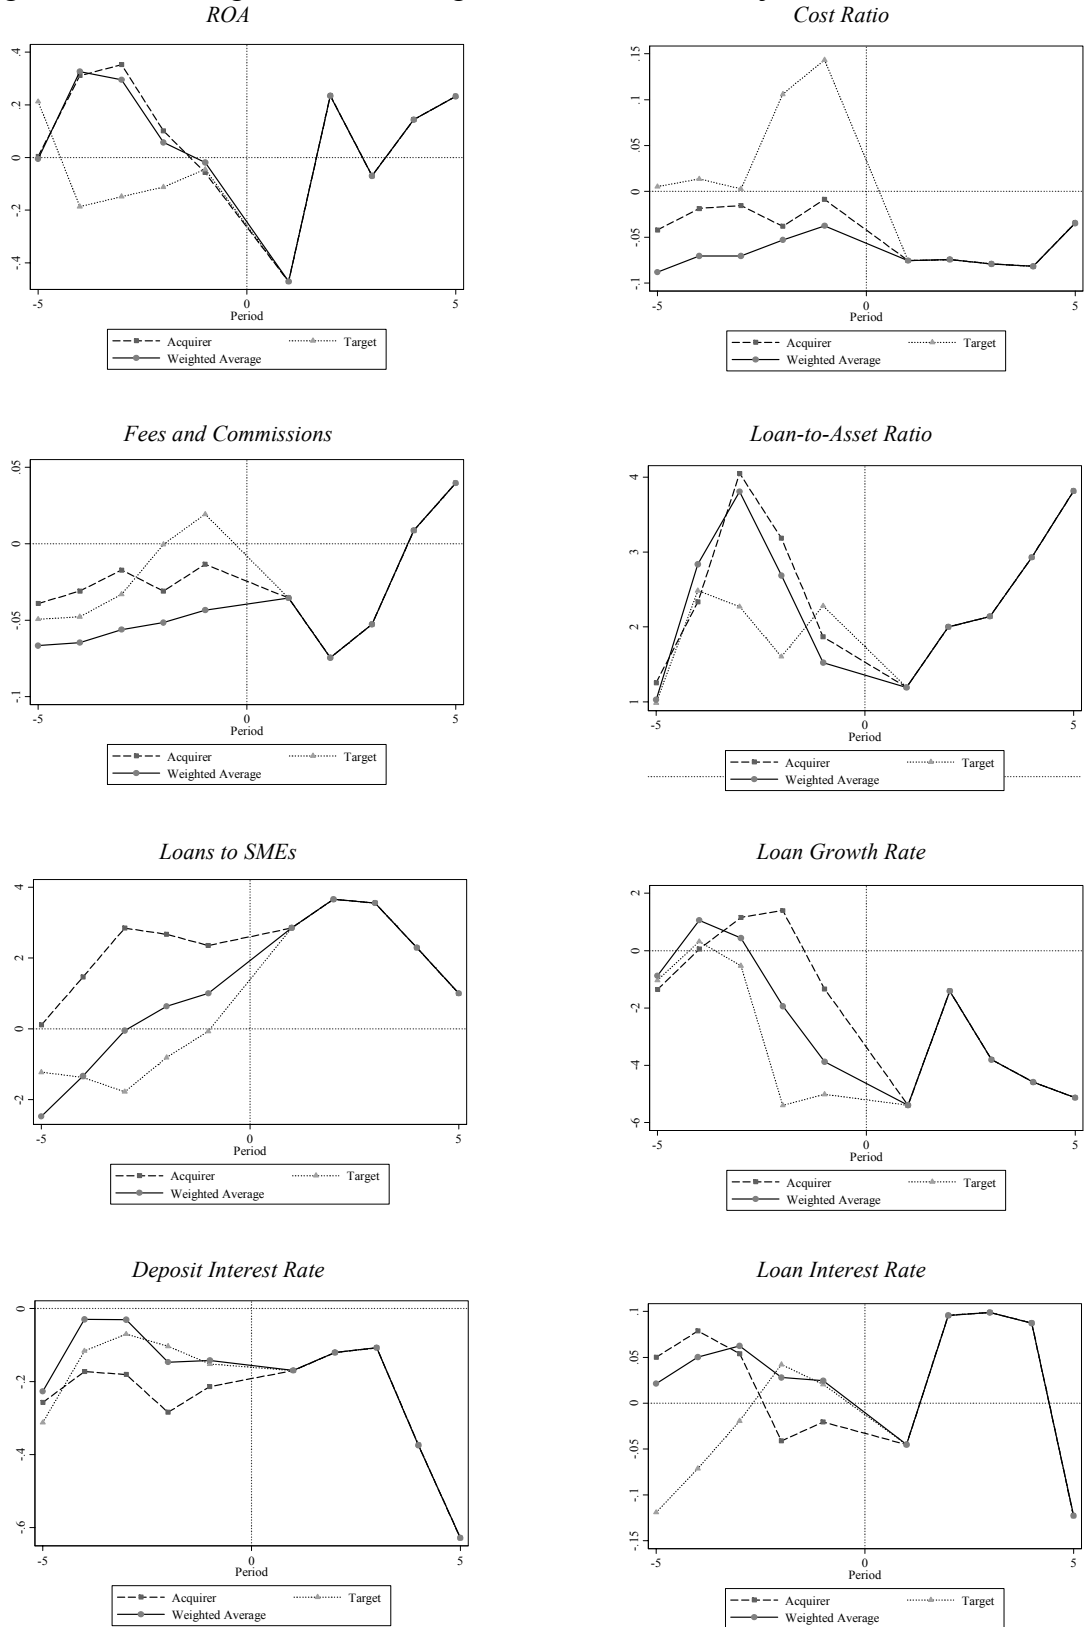 ROA
.4
.2
0
-.2
-.4
-5 0 5
Period
Acquirer Target
Weighted Average
Cost Ratio
.15
.1
.05
0
-.05
-.1
-5 0 5
Period
Acquirer Target
Weighted Average
Fees and Commissions
.05
0
-.05
-.1
-5 0 5
Period
Acquirer Target
Weighted Average
Loan-to-Asset Ratio
4
3
2
1
-5 0 5
Period
Acquirer Target
Weighted Average
Loans to SMEs
4
2
0
-2
-5 0 5
Period
Acquirer Target
Weighted Average
Loan Growth Rate
2
0
-2
-4
-6
-5 0 5
Period
Acquirer Target
Weighted Average
Deposit Interest Rate
0
-.2
-.4
-.6
-5 0 5
Period
Acquirer Target
Weighted Average
Loan Interest Rate
.1
.05
0
-.05
-.1
-.15
-5 0 5
Period
Acquirer Target
Weighted Average